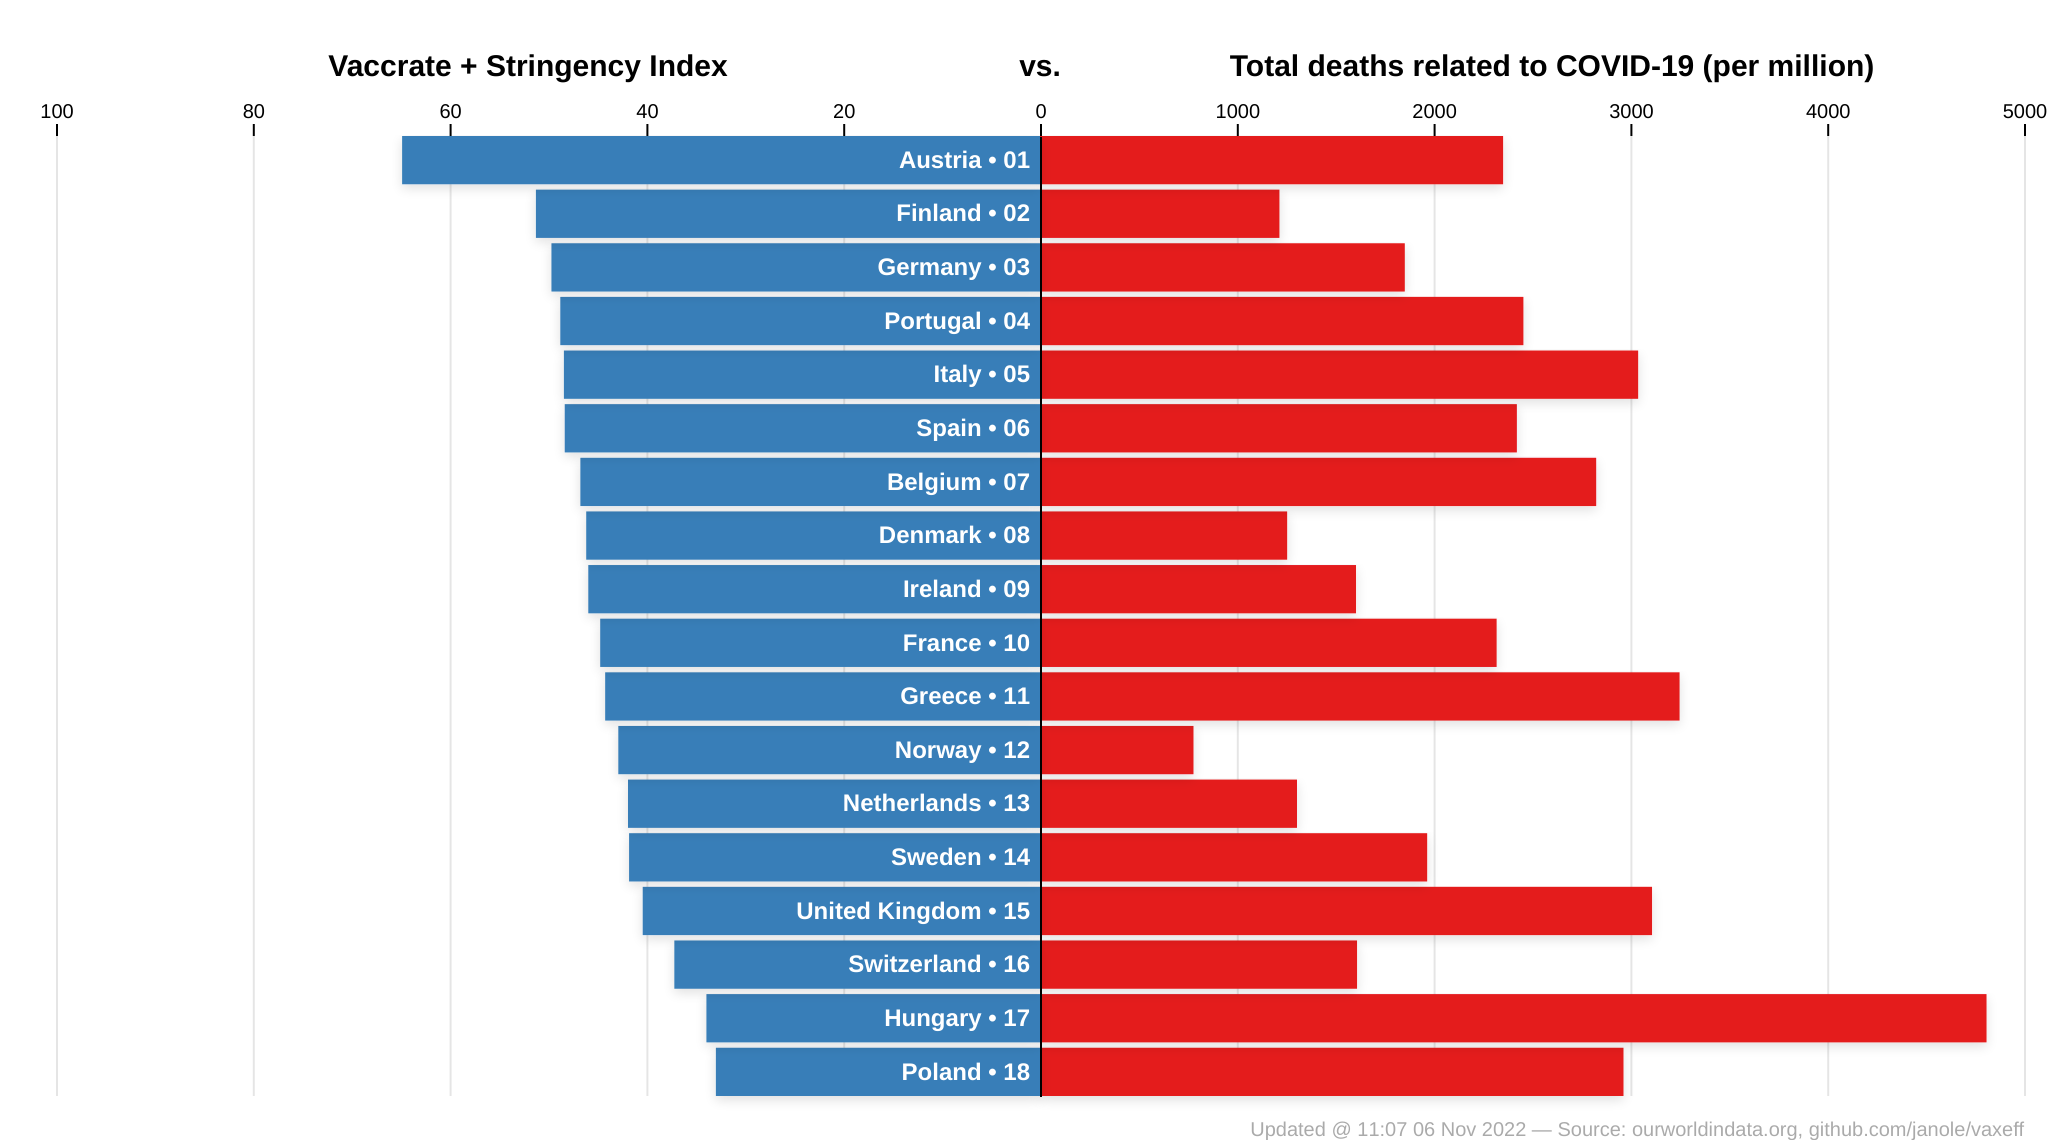 Vaccrate + Stringency Index vs. Total deaths related to COVID-19 (per million)
100 80 60 40 20 0 1000 2000 3000 4000 5000
Austria • 01
Finland • 02
Germany • 03
Portugal • 04
Italy • 05
Spain • 06
Belgium • 07
Denmark • 08
Ireland • 09
France • 10
Greece • 11
Norway • 12
Netherlands • 13
Sweden • 14
United Kingdom • 15
Switzerland • 16
Hungary • 17
Poland • 18
Updated @ 11:07 06 Nov 2022 — Source: ourworldindata.org, github.com/janole/vaxeff